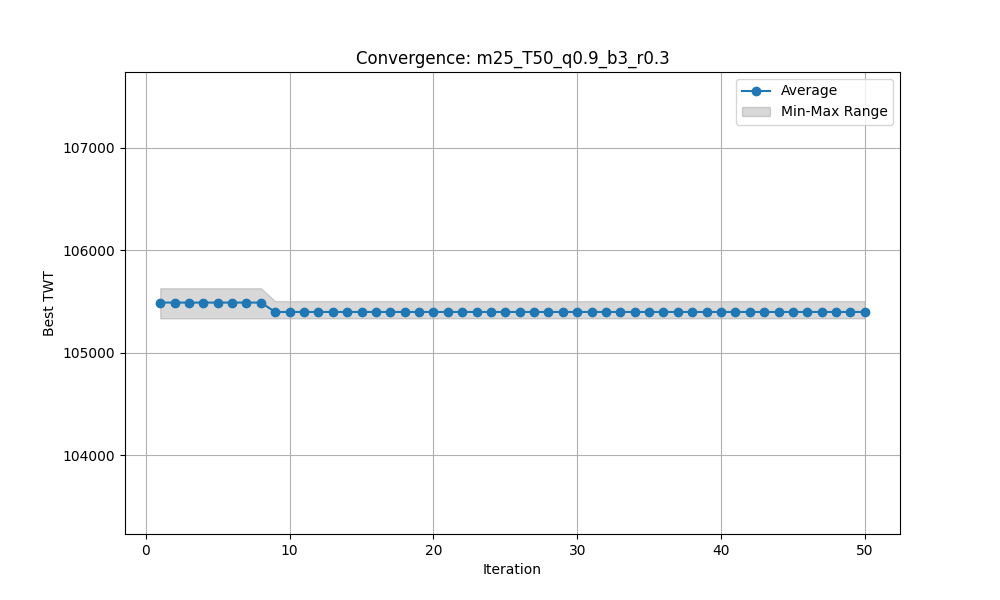 Convergence: m25_T50_q0.9_b3_r0.3
Average
Min-Max Range
107000
106000
105000
104000
Best TWT
0 10 20 30 40 50
Iteration